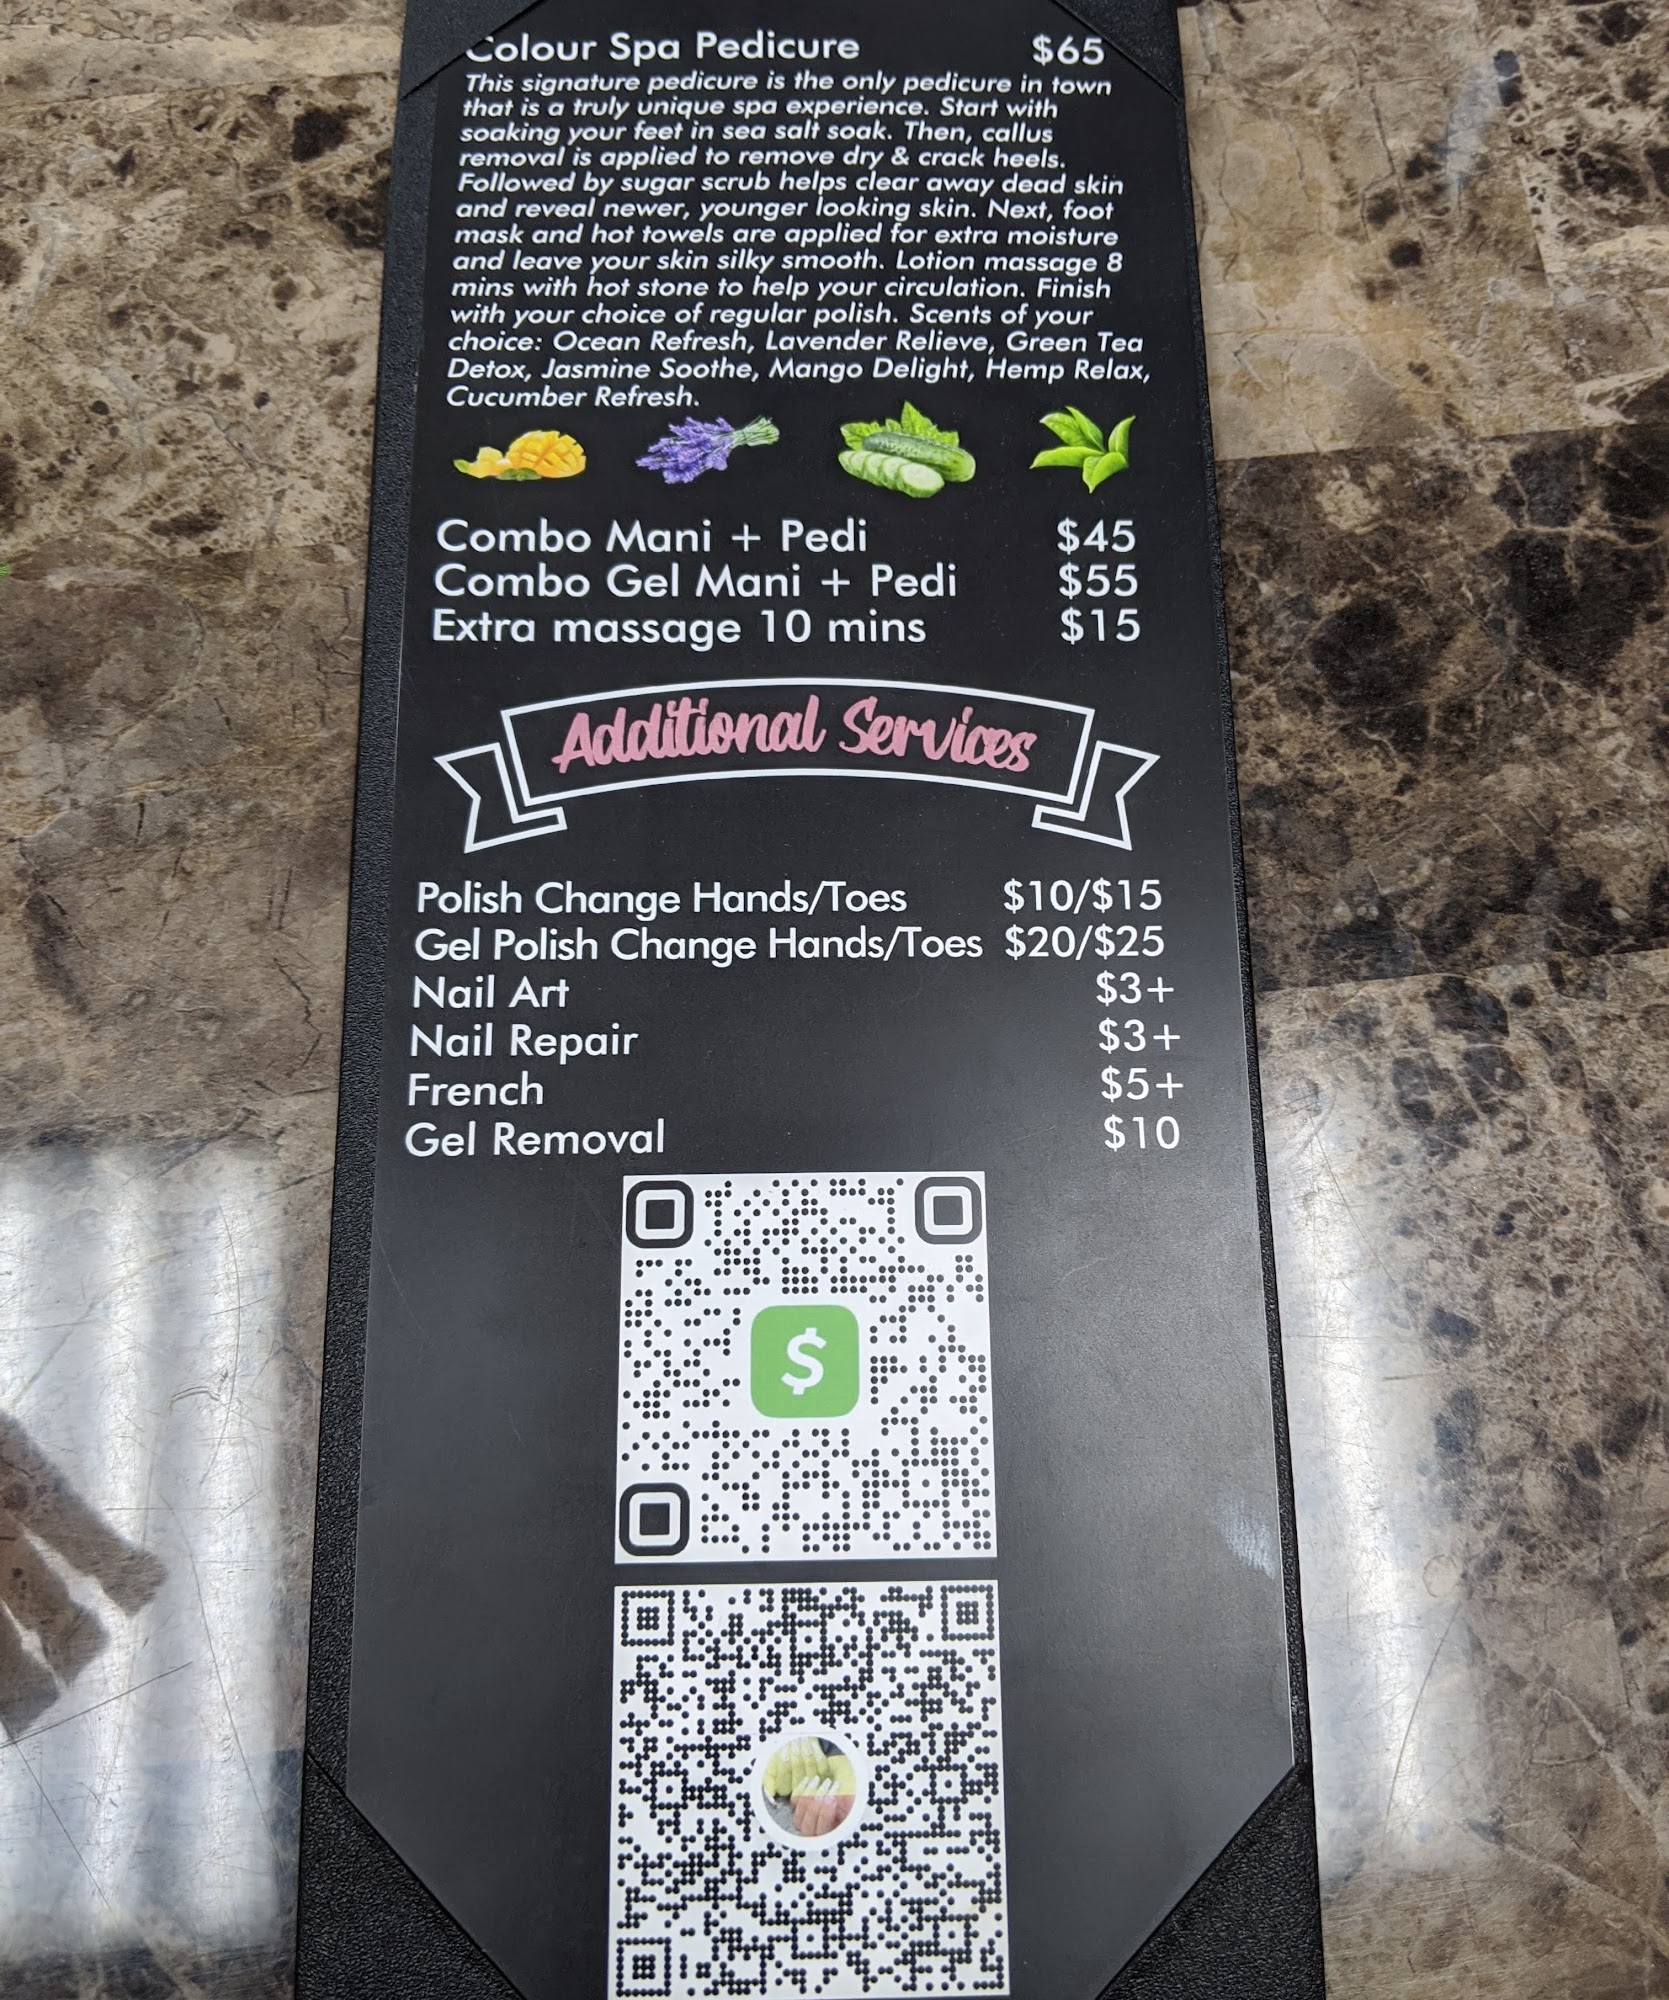 Colour Spa Pedicure $65
This signature pedicure is the only pedicure in town
that is a truly unique spa experience. Start with
soaking your feet in sea salt soak. Then, callus
removal is applied to remove dry & crack heels.
Followed by sugar scrub helps clear away dead skin
and reveal newer, younger looking skin. Next, foot
mask and hot towels are applied for extra moisture
and leave your skin silky smooth. Lotion massage 8
mins with hot stone to help your circulation. Finish
with your choice of regular polish. Scents of your
choice: Ocean Refresh, Lavender Relieve, Green Tea
Detox, Jasmine Soothe, Mango Delight, Hemp Relax,
Cucumber Refresh.
Combo Mani + Pedi $45
Combo Gel Mani + Pedi $55
Extra massage 10 mins $15
Additional Services
Polish Change Hands/Toes $10/$15
Gel Polish Change Hands/Toes $20/$25
Nail Art $3+
Nail Repair $3+
French $5+
Gel Removal $10
$